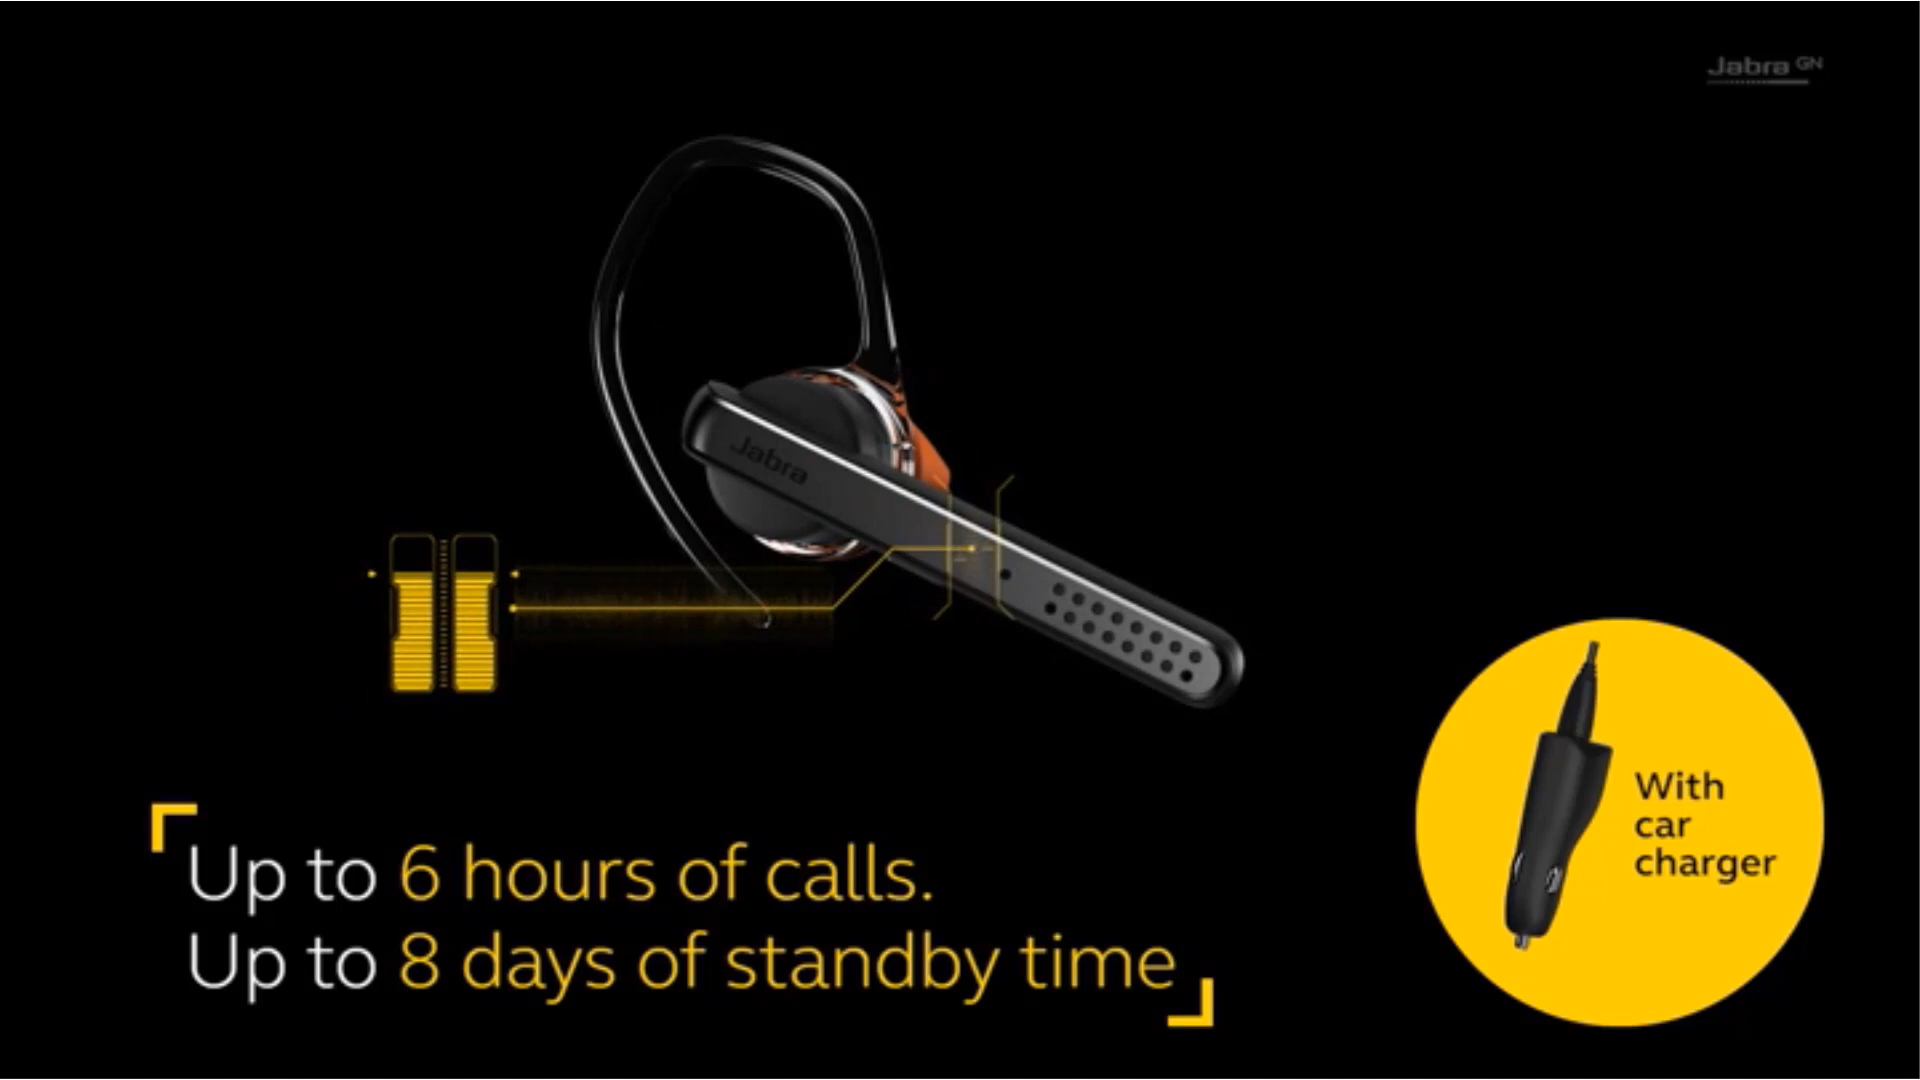 Jabra GN
Jabra
Up to 6 hours of calls.
Up to 8 days of standby time
With
car
charger